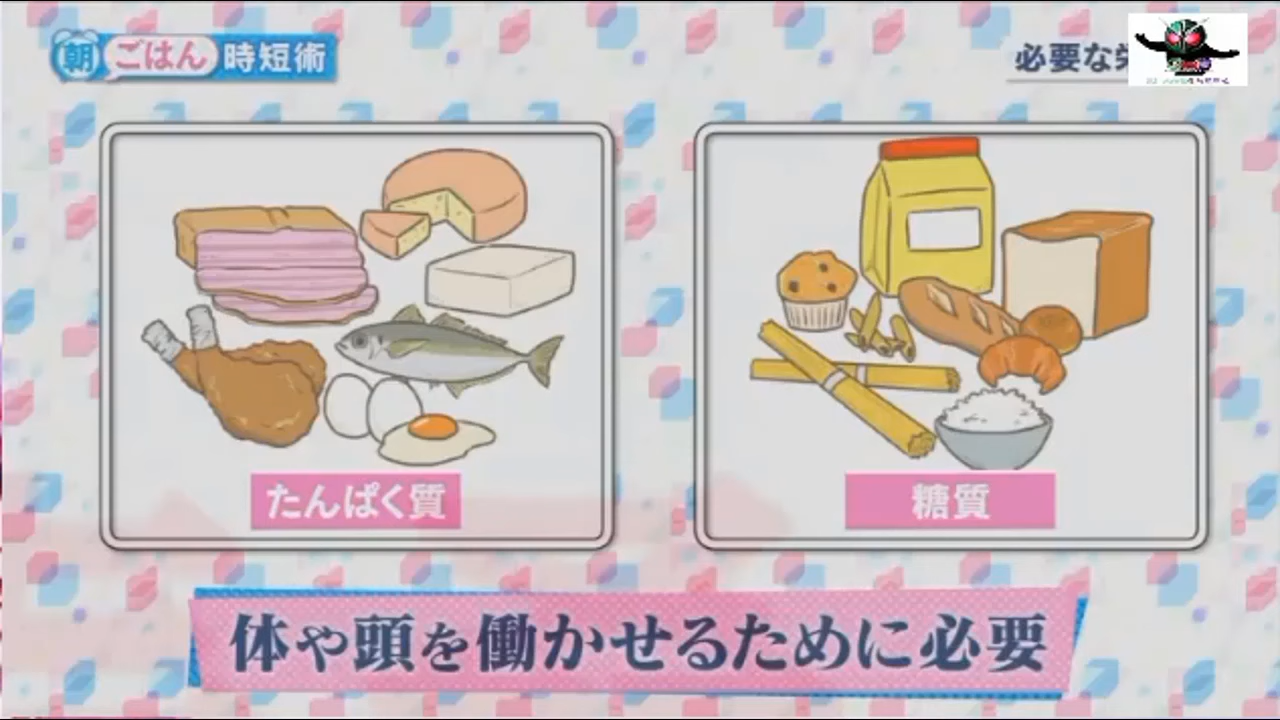 朝ごはん時短術
必要な栄
たんぱく質
糖質
体や頭を働かせるために必要